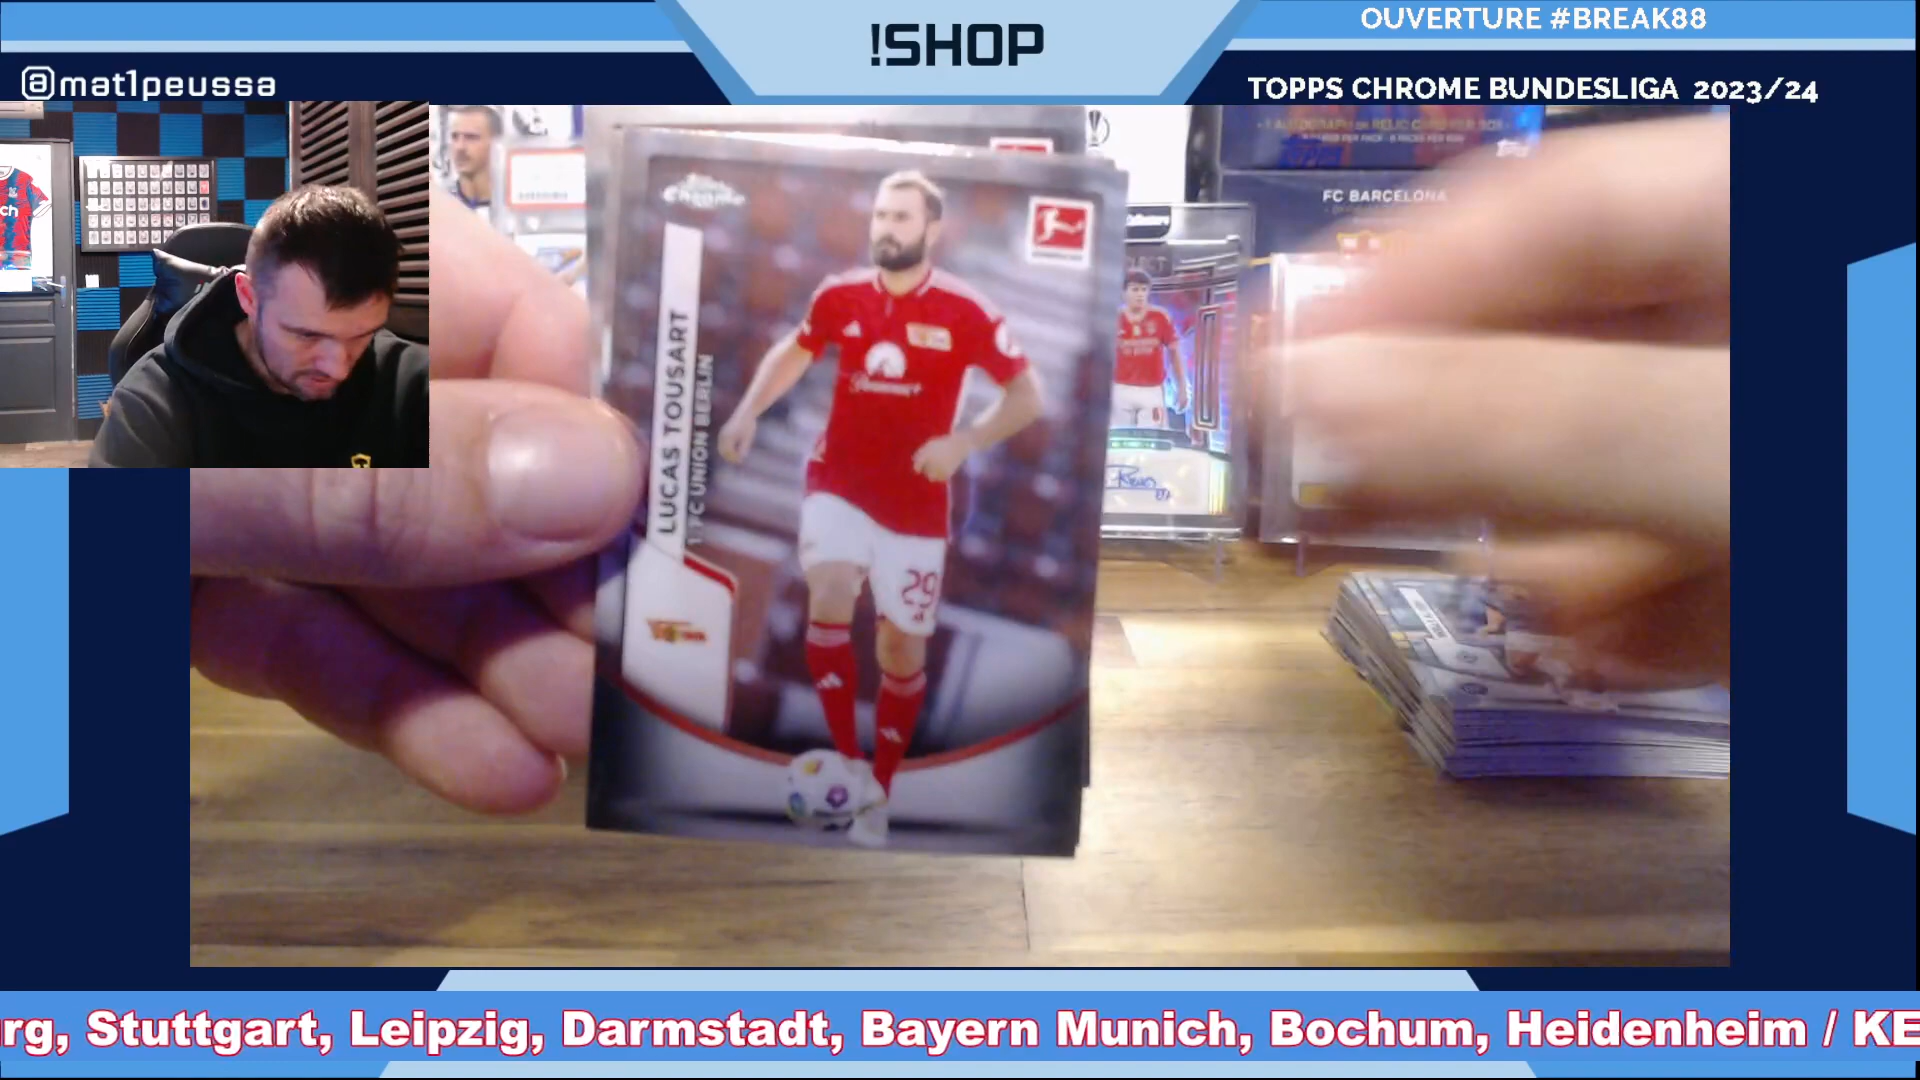 !SHOP
OUVERTURE #BREAK88
@mat1peussa
TOPPS CHROME BUNDESLIGA 2023/24
FC BARCELONA
Chrome
LUCAS TOUSART
1. FC UNION BERLIN
29
rg, Stuttgart, Leipzig, Darmstadt, Bayern Munich, Bochum, Heidenheim / KE